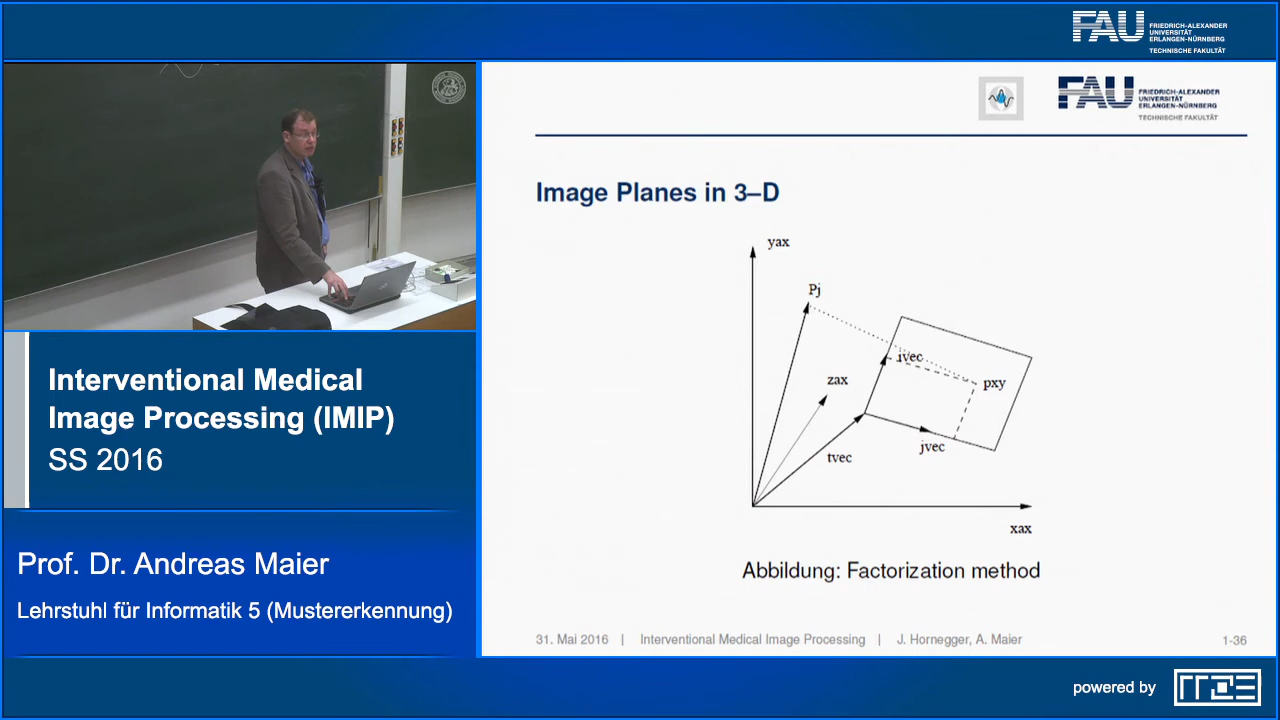 FAU
FRIEDRICH-ALEXANDER
UNIVERSITÄT
ERLANGEN-NÜRNBERG
TECHNISCHE FAKULTÄT
FAU
FRIEDRICH-ALEXANDER
UNIVERSITÄT
ERLANGEN-NÜRNBERG
TECHNISCHE FAKULTÄT
Image Planes in 3–D
yax
Pj
ivec
zax
pxy
jvec
tvec
xax
Abbildung: Factorization method
31. Mai 2016 | Interventional Medical Image Processing | J. Hornegger, A. Maier 1-36
Interventional Medical
Image Processing (IMIP)
SS 2016
Prof. Dr. Andreas Maier
Lehrstuhl für Informatik 5 (Mustererkennung)
powered by
RRZE